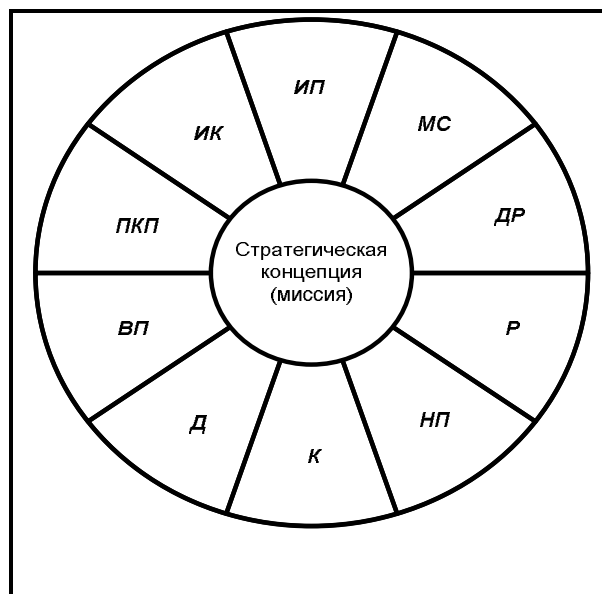 ИП
МС
ИК
ДР
ПКП
Стратегическая
концепция
(миссия)
ВП
Р
НП
Д
К